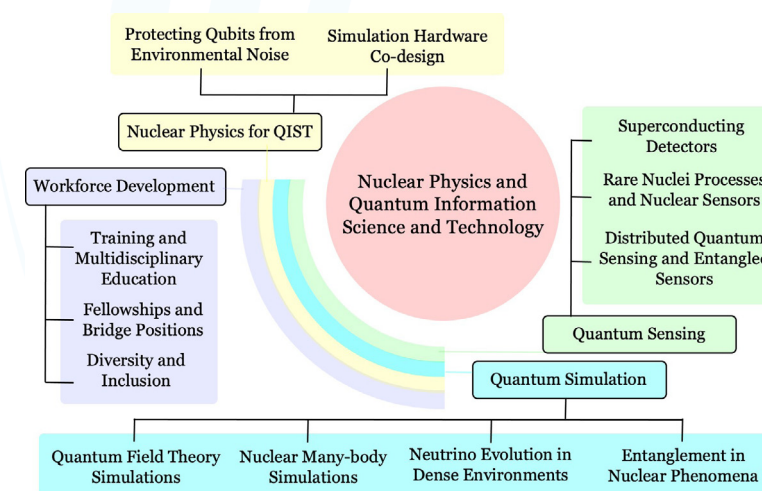 Protecting Qubits from
Environmental Noise
Simulation Hardware
Co-design
Nuclear Physics for QIST
Workforce Development
Training and
Multidisciplinary
Education
Fellowships and
Bridge Positions
Diversity and
Inclusion
Nuclear Physics and
Quantum Information
Science and Technology
Superconducting
Detectors
Rare Nuclei Processes
and Nuclear Sensors
Distributed Quantum
Sensing and Entangled
Sensors
Quantum Sensing
Quantum Simulation
Quantum Field Theory
Simulations
Nuclear Many-body
Simulations
Neutrino Evolution in
Dense Environments
Entanglement in
Nuclear Phenomena